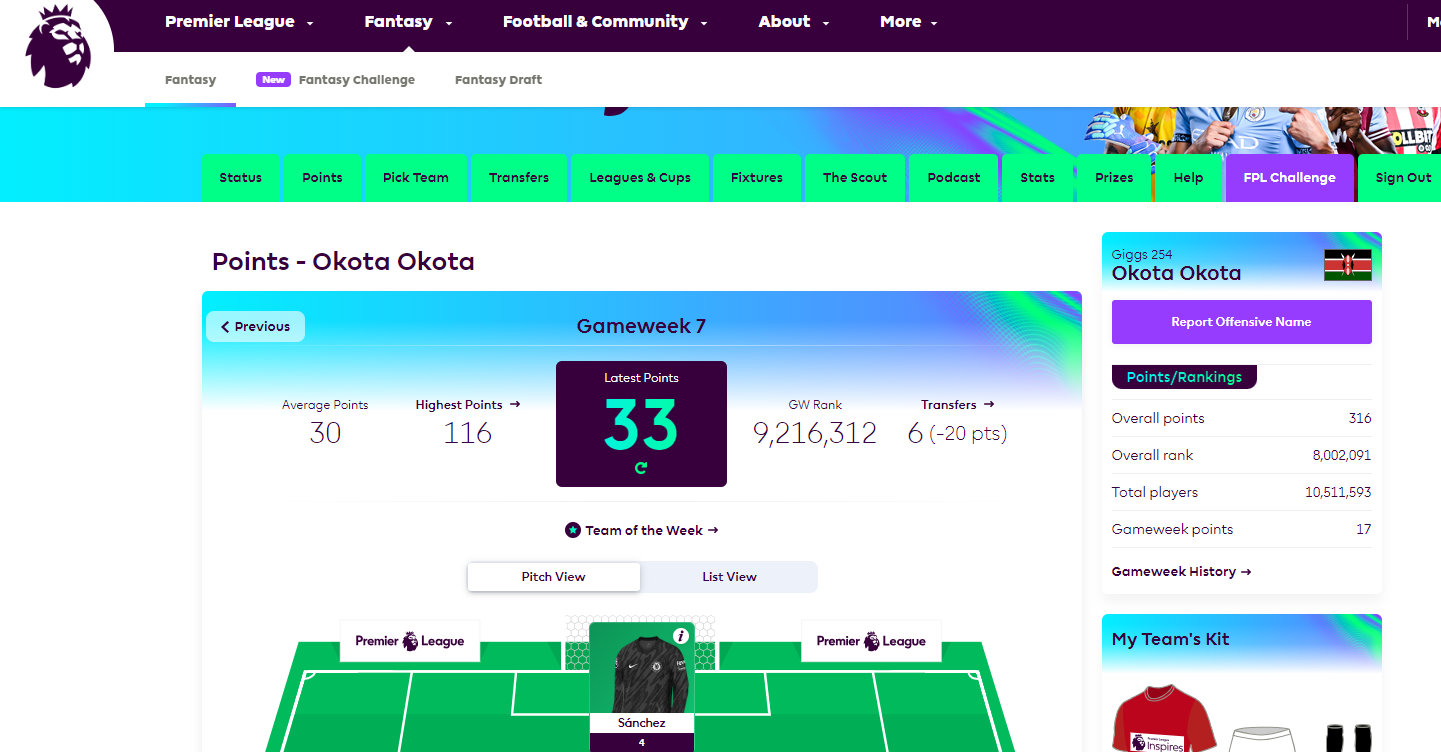 Premier League
Fantasy
Football & Community
About
More
Fantasy
New Fantasy Challenge
Fantasy Draft
Status
Points
Pick Team
Transfers
Leagues & Cups
Fixtures
The Scout
Podcast
Stats
Prizes
Help
FPL Challenge
Sign Out
Points - Okota Okota
Previous
Gameweek 7
Average Points
30
Highest Points →
116
Latest Points
33
GW Rank
9,216,312
Transfers →
6 (-20 pts)
Team of the Week →
Pitch View
List View
Premier League
Premier League
i
Sánchez
4
Giggs 254
Okota Okota
Report Offensive Name
Points/Rankings
Overall points 316
Overall rank 8,002,091
Total players 10,511,593
Gameweek points 17
Gameweek History →
My Team's Kit
Premier League
Inspires